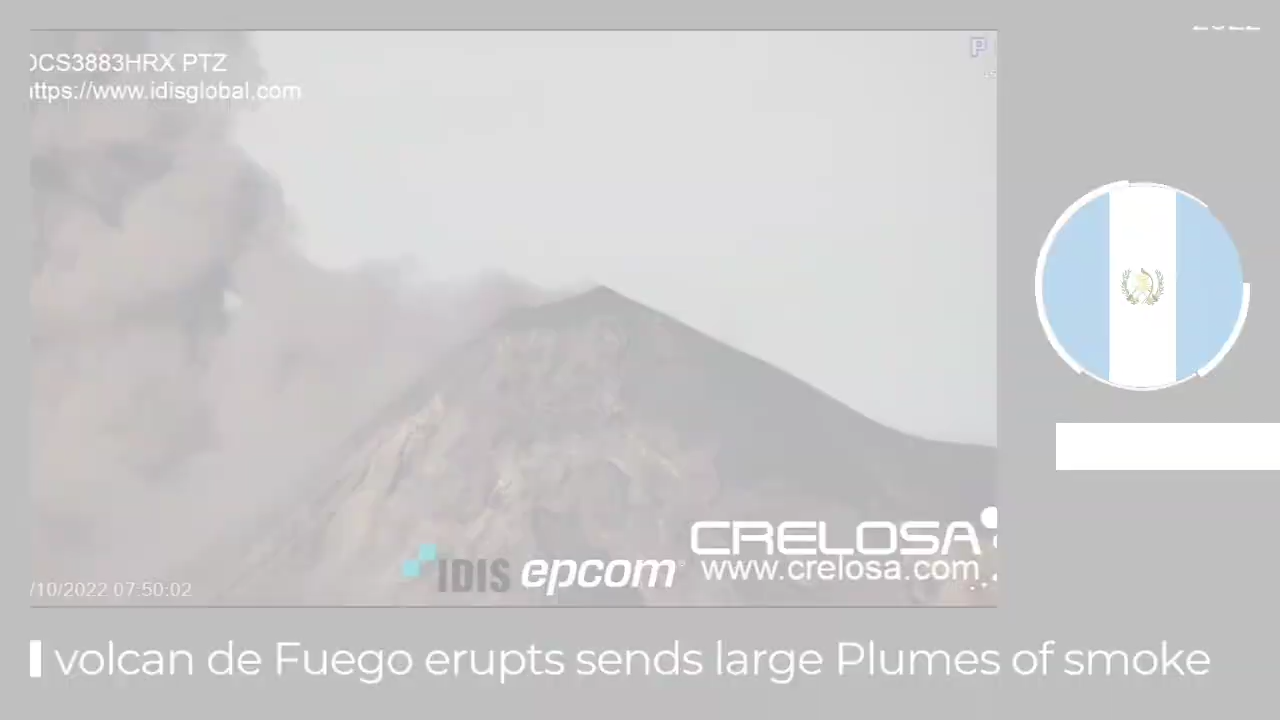 DCS3883HRX PTZ
https://www.idisglobal.com
P
CRELOSA
IDIS epcom
www.crelosa.com
/10/2022 07:50:02
volcan de Fuego erupts sends large Plumes of smoke